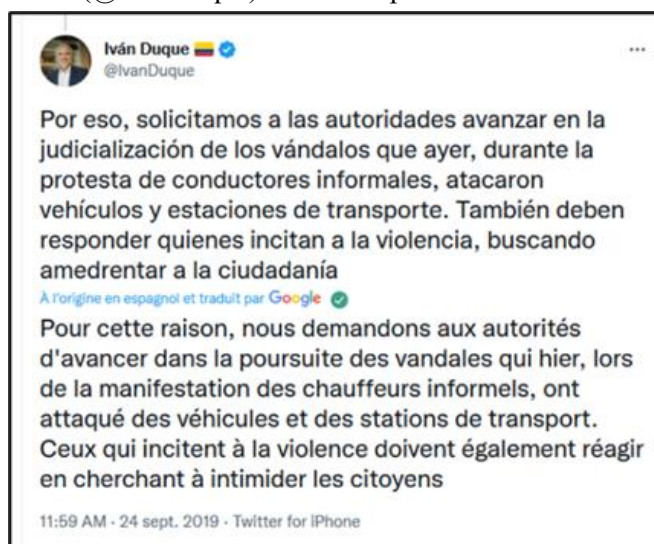 Iván Duque
@IvanDuque
Por eso, solicitamos a las autoridades avanzar en la
judicialización de los vándalos que ayer, durante la
protesta de conductores informales, atacaron
vehículos y estaciones de transporte. También deben
responder quienes incitan a la violencia, buscando
amedrentar a la ciudadanía
À l'origine en espagnol et traduit par Google
Pour cette raison, nous demandons aux autorités
d'avancer dans la poursuite des vandales qui hier, lors
de la manifestation des chauffeurs informels, ont
attaqué des véhicules et des stations de transport.
Ceux qui incitent à la violence doivent également réagir
en cherchant à intimider les citoyens
11:59 AM · 24 sept. 2019 · Twitter for iPhone